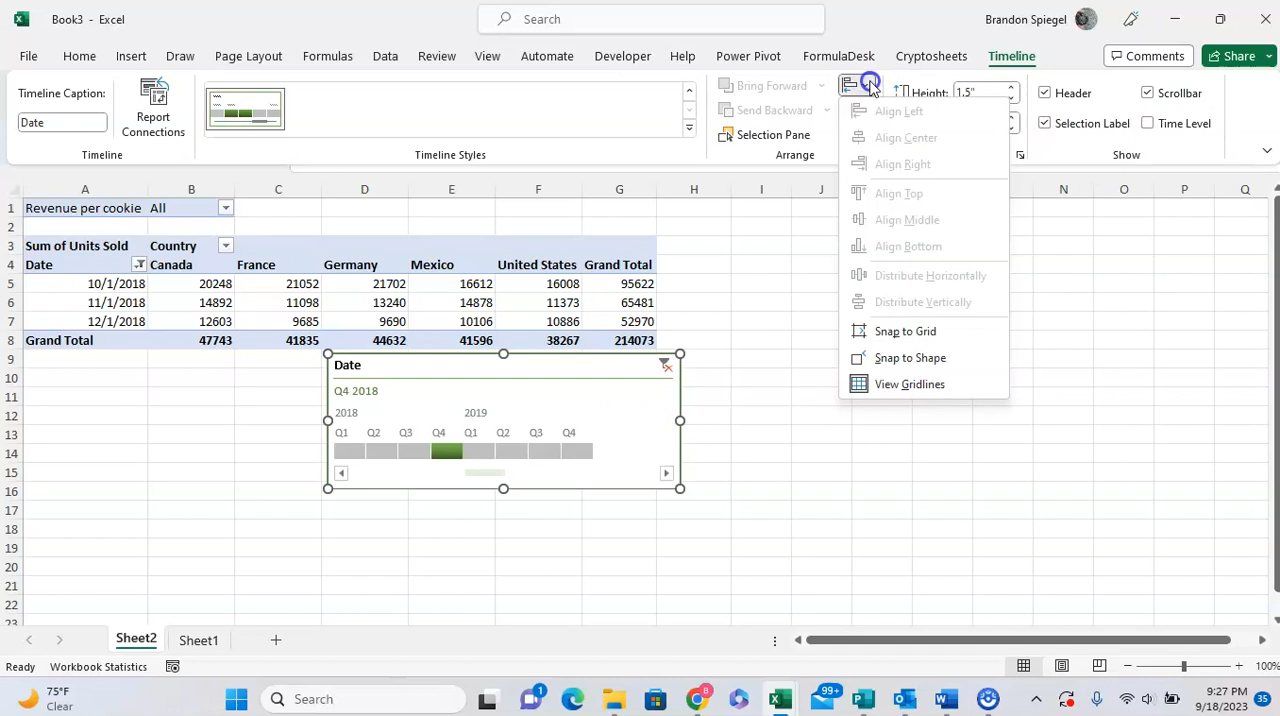 Book3 - Excel
Search
Brandon Spiegel
File Home Insert Draw Page Layout Formulas Data Review View Automate Developer Help Power Pivot FormulaDesk Cryptosheets Timeline Comments Share
Timeline Caption:
Date
Report
Connections
Timeline
Timeline Styles
Bring Forward
Send Backward
Selection Pane
Arrange
Height: 1.5"
Header Scrollbar
Selection Label Time Level
Show
Align Left
Align Center
Align Right
Align Top
Align Middle
Align Bottom
Distribute Horizontally
Distribute Vertically
Snap to Grid
Snap to Shape
View Gridlines
A B C D E F G H I J N O P Q
1 Revenue per cookie All
2
3 Sum of Units Sold Country
4 Date Canada France Germany Mexico United States Grand Total
5 10/1/2018 20248 21052 21702 16612 16008 95622
6 11/1/2018 14892 11098 13240 14878 11373 65481
7 12/1/2018 12603 9685 9690 10106 10886 52970
8 Grand Total 47743 41835 44632 41596 38267 214073
9
10
11
12
13
14
15
16
17
18
19
20
21
22
23
Date
Q4 2018
2018 2019
Q1 Q2 Q3 Q4 Q1 Q2 Q3 Q4
Sheet2 Sheet1
Ready Workbook Statistics 100%
75°F
Clear
Search
1
8
99+
9:27 PM
9/18/2023
35